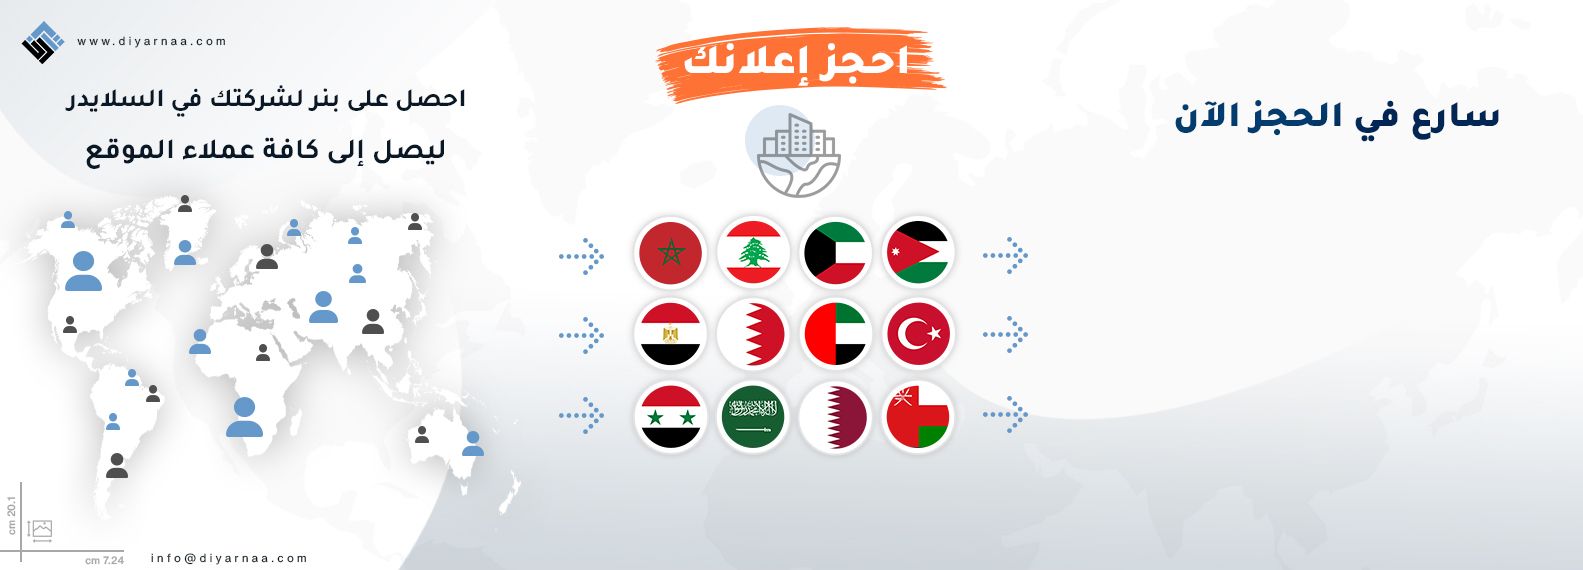 www.diyarnaa.com
احجز إعلانك
سارع في الحجز الآن
احصل على بنر لشركتك في السلايدر
ليصل إلى كافة عملاء الموقع
cm 20.1
cm 7.24
info@diyarnaa.com